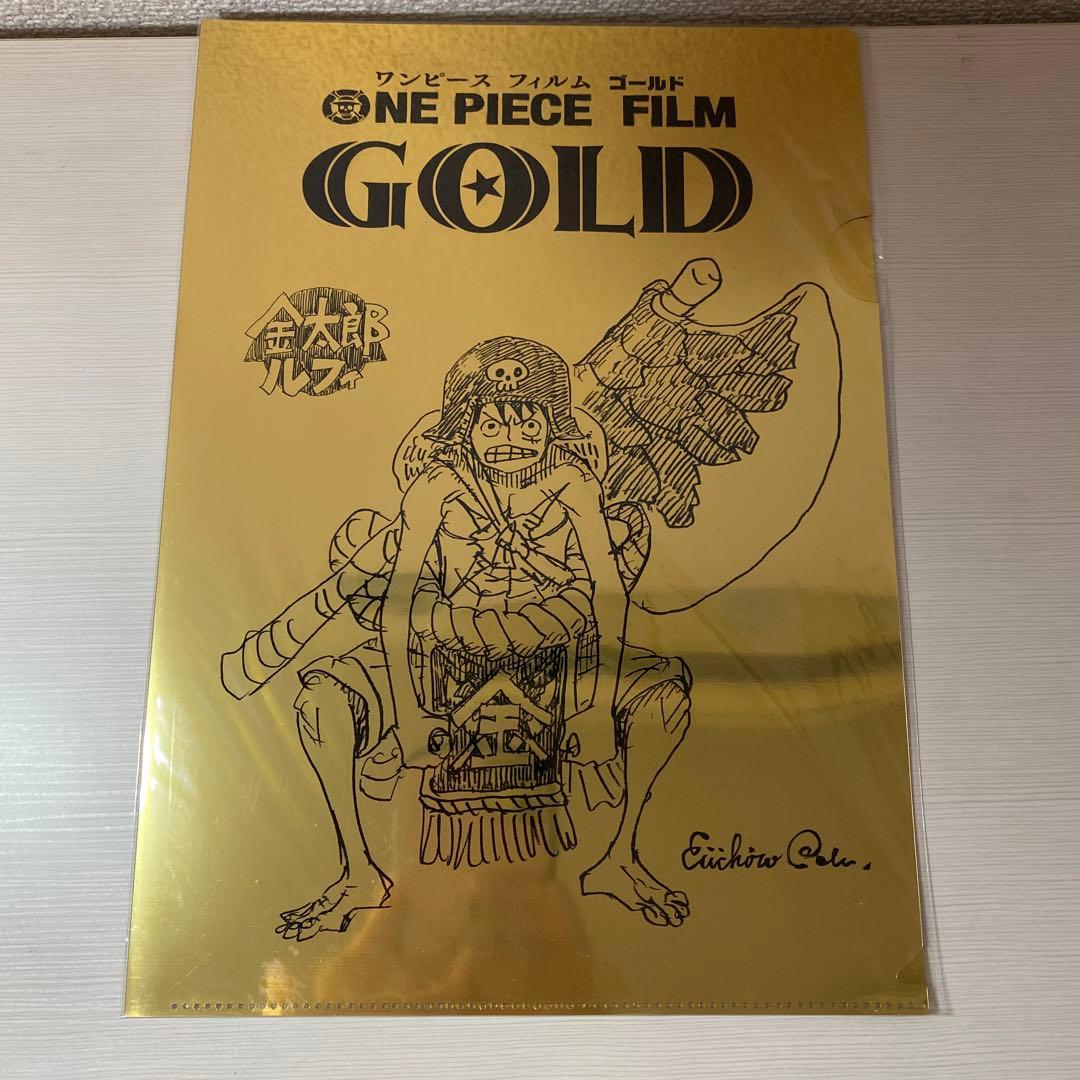 ワンピース フィルム ゴールド
ONE PIECE FILM
GOLD
金太郎
ルフィ
金
Eiichiro Oda